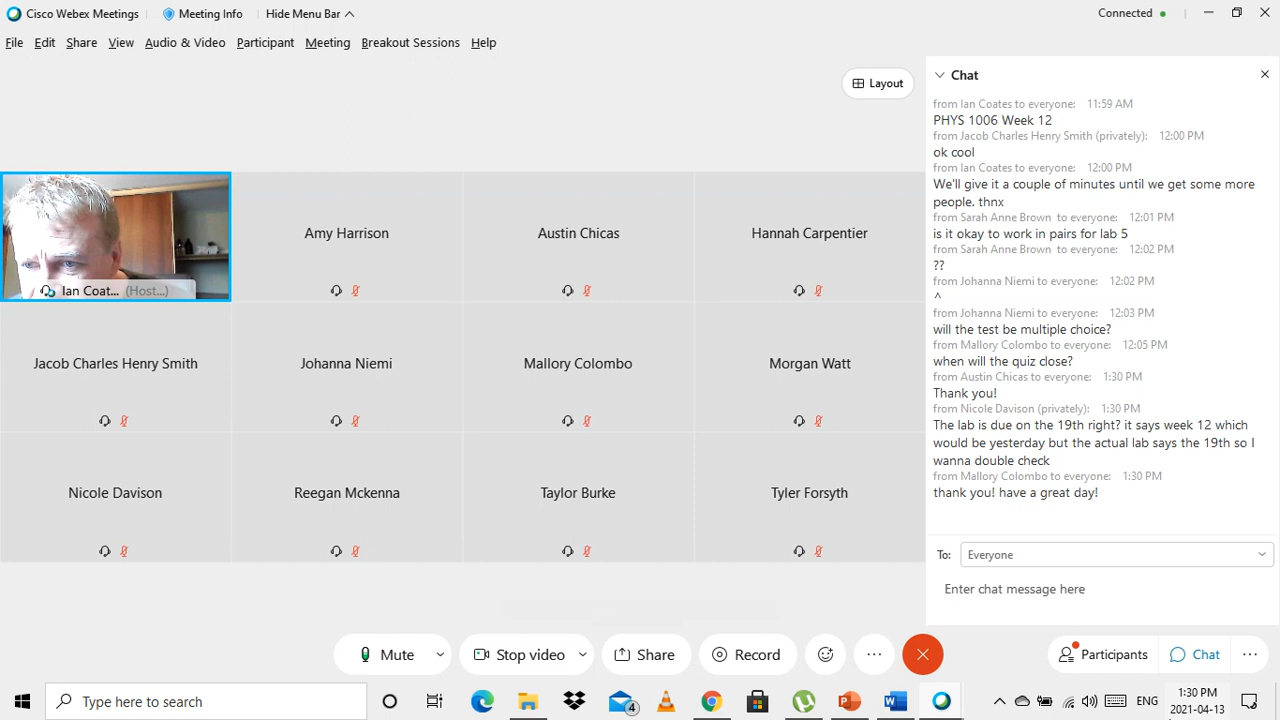 Cisco Webex Meetings Meeting Info Hide Menu Bar Connected
File Edit Share View Audio & Video Participant Meeting Breakout Sessions Help
Layout
Ian Coat... (Host...)
Amy Harrison
Austin Chicas
Hannah Carpentier
Jacob Charles Henry Smith
Johanna Niemi
Mallory Colombo
Morgan Watt
Nicole Davison
Reegan Mckenna
Taylor Burke
Tyler Forsyth
Chat
from Ian Coates to everyone: 11:59 AM
PHYS 1006 Week 12
from Jacob Charles Henry Smith (privately): 12:00 PM
ok cool
from Ian Coates to everyone: 12:00 PM
We'll give it a couple of minutes until we get some more
people. thnx
from Sarah Anne Brown to everyone: 12:01 PM
is it okay to work in pairs for lab 5
from Sarah Anne Brown to everyone: 12:02 PM
??
from Johanna Niemi to everyone: 12:02 PM
^
from Johanna Niemi to everyone: 12:03 PM
will the test be multiple choice?
from Mallory Colombo to everyone: 12:05 PM
when will the quiz close?
from Austin Chicas to everyone: 1:30 PM
Thank you!
from Nicole Davison (privately): 1:30 PM
The lab is due on the 19th right? it says week 12 which
would be yesterday but the actual lab says the 19th so I
wanna double check
from Mallory Colombo to everyone: 1:30 PM
thank you! have a great day!
To: Everyone
Enter chat message here
Mute Stop video Share Record Participants Chat
Type here to search
4
ENG
1:30 PM
2021-04-13